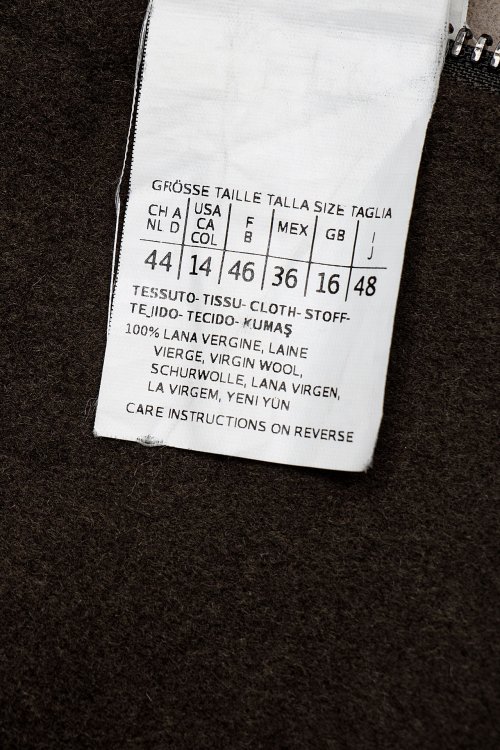 GRÖSSE TAILLE TALLA SIZE TAGLIA
CH A NL D | USA CA COL | F B | MEX | GB | I J
44 | 14 | 46 | 36 | 16 | 48
TESSUTO- TISSU- CLOTH- STOFF-
TEJIDO- TECIDO- KUMAŞ
100% LANA VERGINE, LAINE
VIERGE, VIRGIN WOOL,
SCHURWOLLE, LANA VIRGEN,
LA VIRGEM, YENI YÜN
CARE INSTRUCTIONS ON REVERSE